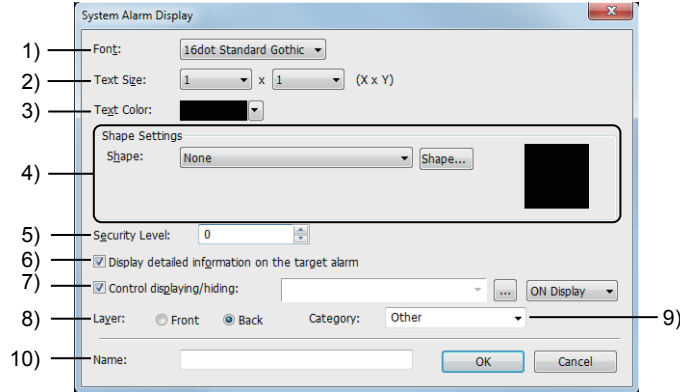 System Alarm Display
1) Font: 16dot Standard Gothic
2) Text Size: 1 x 1 (X x Y)
3) Text Color:
Shape Settings
4) Shape: None Shape...
5) Security Level: 0
6) Display detailed information on the target alarm
7) Control displaying/hiding: ... ON Display
8) Layer: Front Back Category: Other 9)
10) Name: OK Cancel